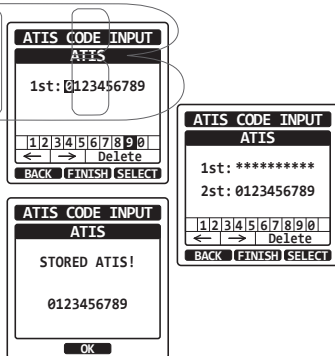 ATIS CODE INPUT
ATIS
1st:0123456789
1 2 3 4 5 6 7 8 9 0
← → Delete
BACK FINISH SELECT
ATIS CODE INPUT
ATIS
1st:**********
2st:0123456789
1 2 3 4 5 6 7 8 9 0
← → Delete
BACK FINISH SELECT
ATIS CODE INPUT
ATIS
STORED ATIS!
0123456789
OK